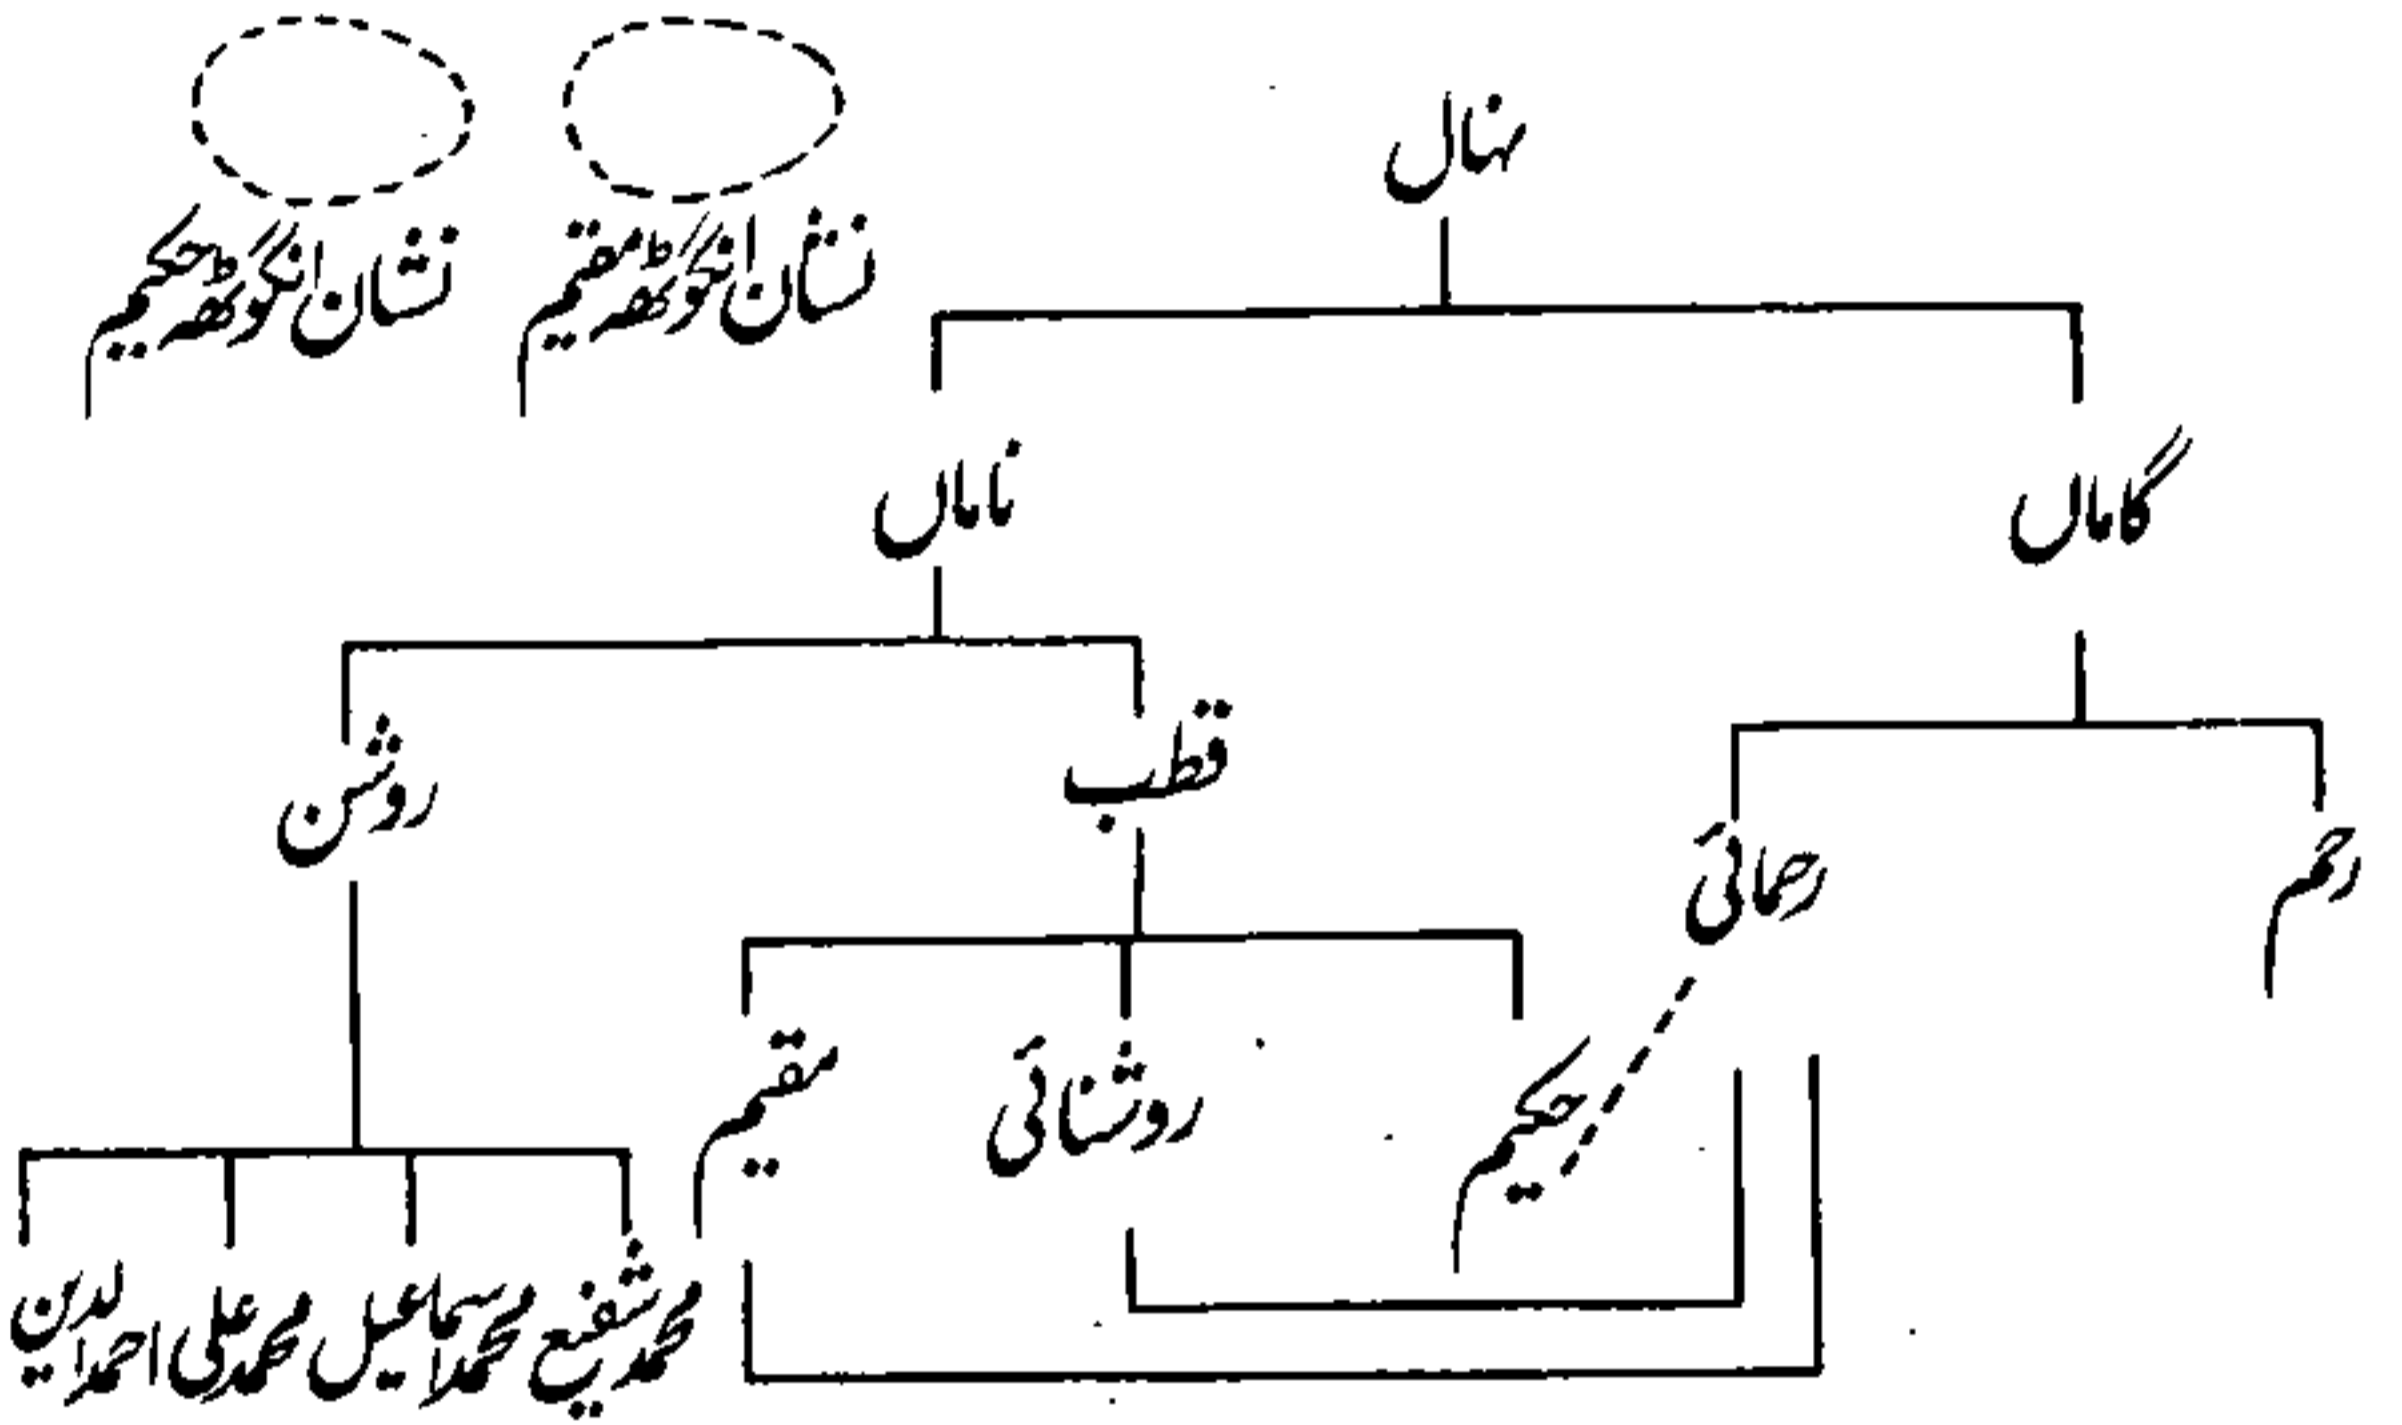 نہال
نشان انگوٹھہ مقیم
نشان انگوٹھہ حکیم
گاماں
ناماں
قطب
روشن
رحیم
رحمائی
حکیم
روشنائی
مقیم
محمد شفیع
محمد اسماعیل
محمد علی
احمد الدین